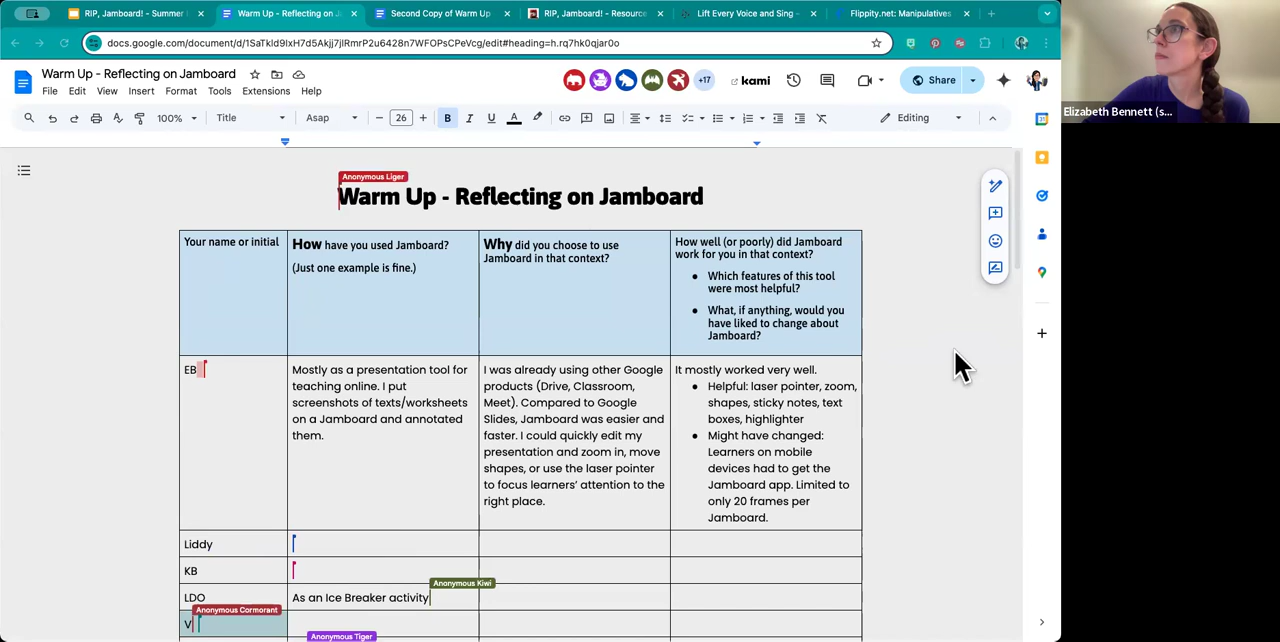 RIP, Jamboard! - Summer
Warm Up - Reflecting on J
Second Copy of Warm Up
RIP, Jamboard! - Resource
Lift Every Voice and Sing -
Flippity.net: Manipulatives
docs.google.com/document/d/1SaTkId9IxH7d5Akjj7jIRmrP2u6428n7WFOPsCPeVcg/edit#heading=h.rq7hk0qjar0o
Elizabeth Bennett (s...
Warm Up - Reflecting on Jamboard
File Edit View Insert Format Tools Extensions Help
+17
kami
Share
100%
Title
Asap
26
B I U A
Editing
Anonymous Liger
Warm Up - Reflecting on Jamboard
Your name or initial
How have you used Jamboard?
(Just one example is fine.)
Why did you choose to use
Jamboard in that context?
How well (or poorly) did Jamboard
work for you in that context?
● Which features of this tool
were most helpful?
● What, if anything, would you
have liked to change about
Jamboard?
EB
Mostly as a presentation tool for
teaching online. I put
screenshots of texts/worksheets
on a Jamboard and annotated
them.
I was already using other Google
products (Drive, Classroom,
Meet). Compared to Google
Slides, Jamboard was easier and
faster. I could quickly edit my
presentation and zoom in, move
shapes, or use the laser pointer
to focus learners' attention to the
right place.
It mostly worked very well.
● Helpful: laser pointer, zoom,
shapes, sticky notes, text
boxes, highlighter
● Might have changed:
Learners on mobile
devices had to get the
Jamboard app. Limited to
only 20 frames per
Jamboard.
Liddy
KB
Anonymous Kiwi
LDO
As an Ice Breaker activity
Anonymous Cormorant
V
Anonymous Tiger